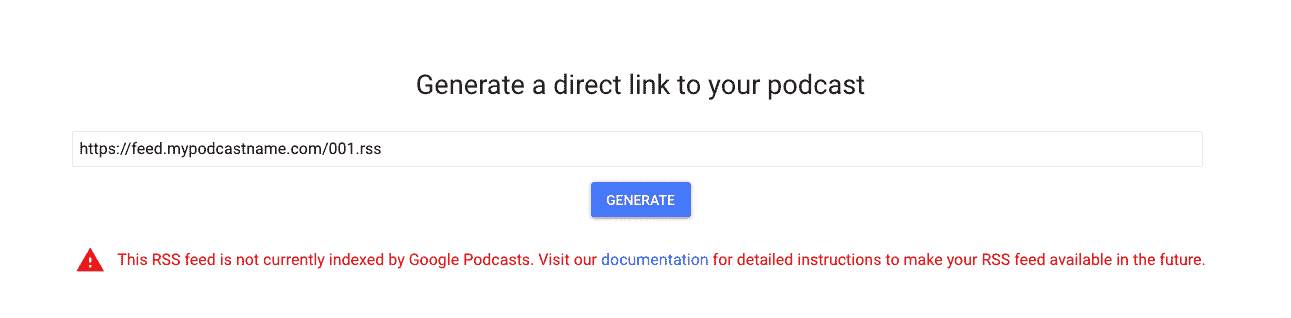 Generate a direct link to your podcast
https://feed.mypodcastname.com/001.rss
GENERATE
This RSS feed is not currently indexed by Google Podcasts. Visit our documentation for detailed instructions to make your RSS feed available in the future.